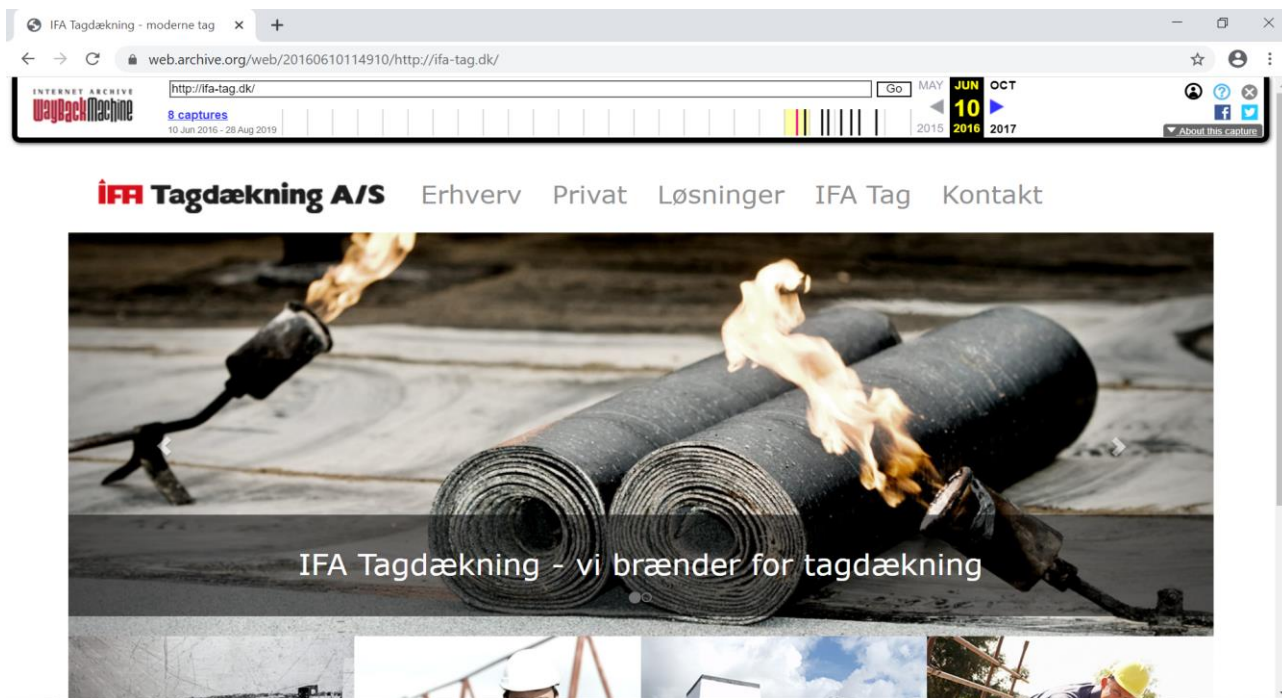 IFA Tagdækning - moderne tag
web.archive.org/web/20160610114910/http://ifa-tag.dk/
INTERNET ARCHIVE
WayBackMachine
http://ifa-tag.dk/
Go
MAY JUN OCT
8 captures
10
10 Jun 2016 - 28 Aug 2019
2015 2016 2017
About this capture
IFA Tagdækning A/S Erhverv Privat Løsninger IFA Tag Kontakt
IFA Tagdækning - vi brænder for tagdækning